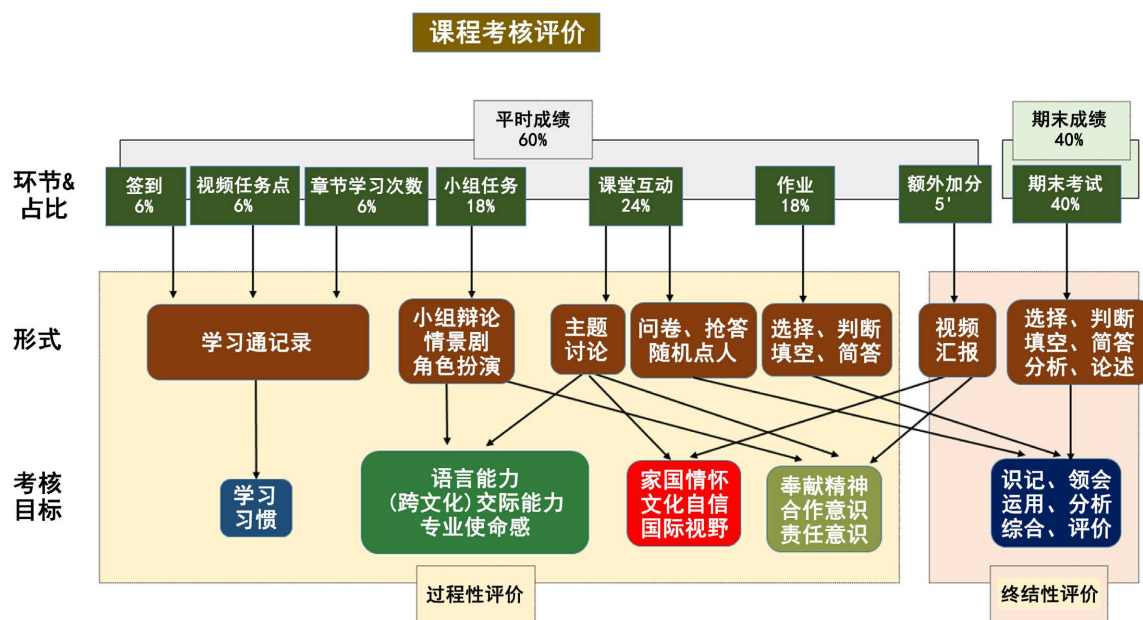 课程考核评价
平时成绩
60%
期末成绩
40%
环节&
占比
签到
6%
视频任务点
6%
章节学习次数
6%
小组任务
18%
课堂互动
24%
作业
18%
额外加分
5'
期末考试
40%
形式
学习通记录
小组辩论
情景剧
角色扮演
主题
讨论
问卷、抢答
随机点人
选择、判断
填空、简答
视频
汇报
选择、判断
填空、简答
分析、论述
考核
目标
学习
习惯
语言能力
(跨文化)交际能力
专业使命感
家国情怀
文化自信
国际视野
奉献精神
合作意识
责任意识
识记、领会
运用、分析
综合、评价
过程性评价
终结性评价